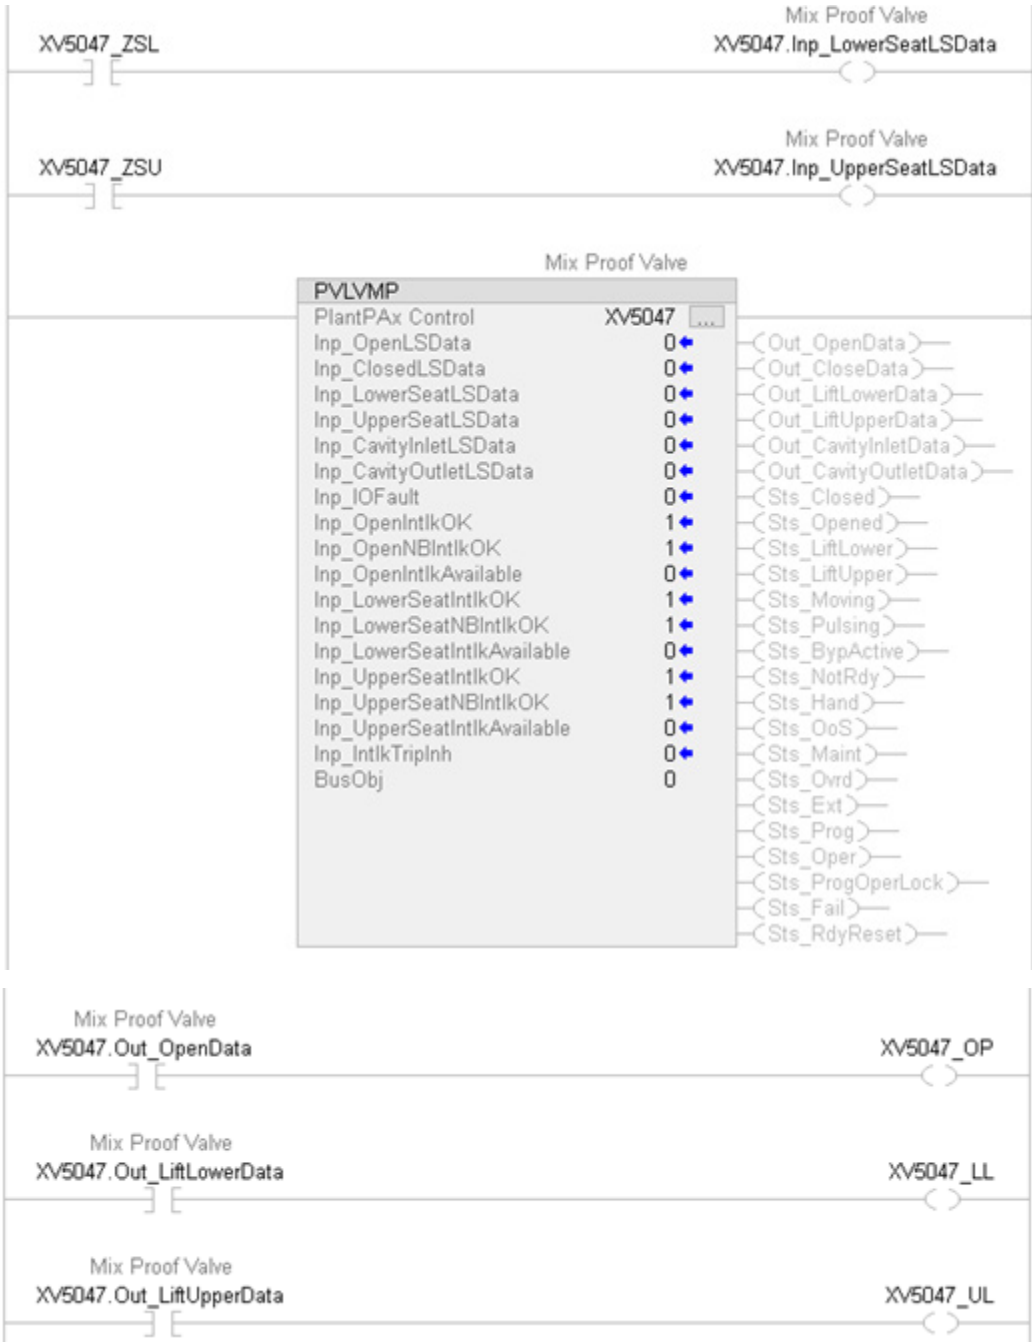 Mix Proof Valve
XV5047_ZSL XV5047.Inp_LowerSeatLSData
Mix Proof Valve
XV5047_ZSU XV5047.Inp_UpperSeatLSData
Mix Proof Valve
PVLVMP
PlantPAx Control XV5047 ...
Inp_OpenLSData 0 Out_OpenData
Inp_ClosedLSData 0 Out_CloseData
Inp_LowerSeatLSData 0 Out_LiftLowerData
Inp_UpperSeatLSData 0 Out_LiftUpperData
Inp_CavityInletLSData 0 Out_CavityInletData
Inp_CavityOutletLSData 0 Out_CavityOutletData
Inp_IOFault 0 Sts_Closed
Inp_OpenIntlkOK 1 Sts_Opened
Inp_OpenNBIntlkOK 1 Sts_LiftLower
Inp_OpenIntlkAvailable 0 Sts_LiftUpper
Inp_LowerSeatIntlkOK 1 Sts_Moving
Inp_LowerSeatNBIntlkOK 1 Sts_Pulsing
Inp_LowerSeatIntlkAvailable 0 Sts_BypActive
Inp_UpperSeatIntlkOK 1 Sts_NotRdy
Inp_UpperSeatNBIntlkOK 1 Sts_Hand
Inp_UpperSeatIntlkAvailable 0 Sts_OoS
Inp_IntlkTripInh 0 Sts_Maint
BusObj 0 Sts_Ovrd
Sts_Ext
Sts_Prog
Sts_Oper
Sts_ProgOperLock
Sts_Fail
Sts_RdyReset
Mix Proof Valve
XV5047.Out_OpenData XV5047_OP
Mix Proof Valve
XV5047.Out_LiftLowerData XV5047_LL
Mix Proof Valve
XV5047.Out_LiftUpperData XV5047_UL